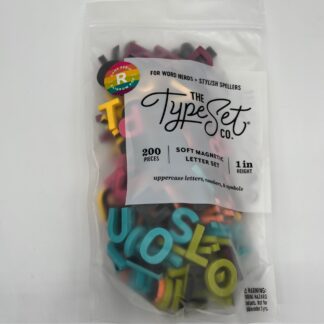 R
FOR WORD NERDS + STYLISH SPELLERS
THE
TypeSet®
CO.
200
PIECES
SOFT MAGNETIC
LETTER SET
1 in
HEIGHT
uppercase letters, numbers, & symbols
T
U O S L O
WARNING: